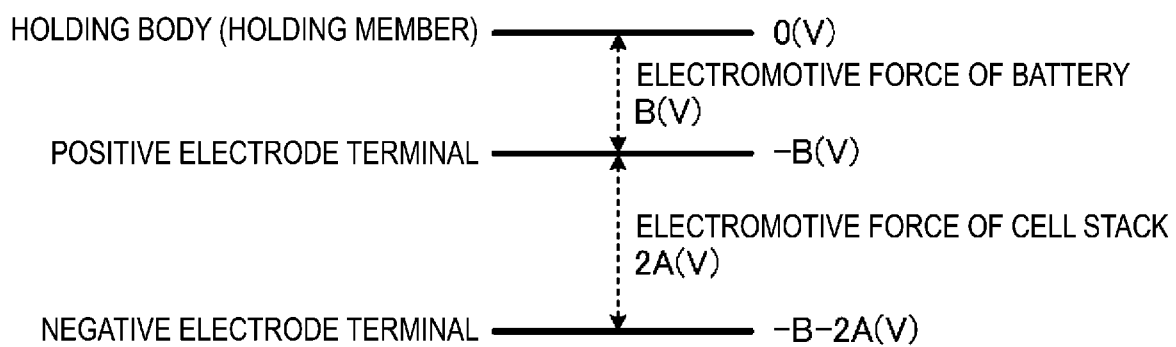 HOLDING BODY (HOLDING MEMBER) 0(V)
ELECTROMOTIVE FORCE OF BATTERY
B(V)
POSITIVE ELECTRODE TERMINAL -B(V)
ELECTROMOTIVE FORCE OF CELL STACK
2A(V)
NEGATIVE ELECTRODE TERMINAL -B-2A(V)